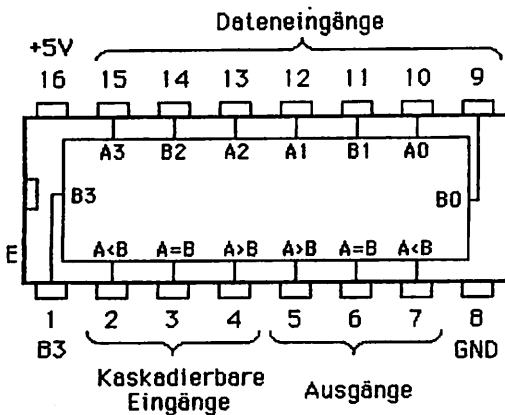 Dateneingänge
+5V
16 15 14 13 12 11 10 9
A3 B2 A2 A1 B1 A0
B3 B0
E
A<B A=B A>B A>B A=B A<B
1 2 3 4 5 6 7 8
B3 GND
Kaskadierbare
Eingänge
Ausgänge